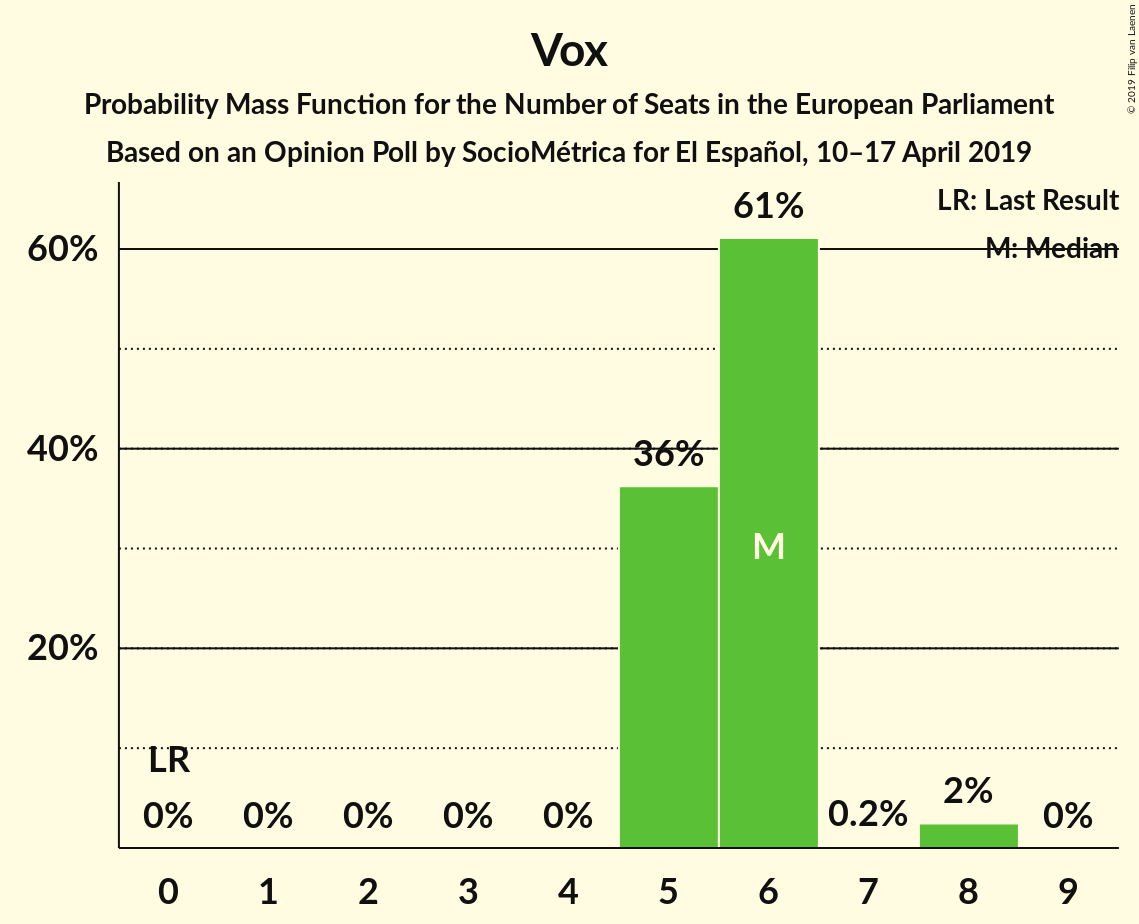 Vox
Probability Mass Function for the Number of Seats in the European Parliament
Based on an Opinion Poll by SocioMétrica for El Español, 10–17 April 2019
© 2019 Filip van Laenen
LR: Last Result
M: Median
60%
40%
20%
61%
36%
M
LR
0%
0%
0%
0%
0%
0.2%
2%
0%
0 1 2 3 4 5 6 7 8 9